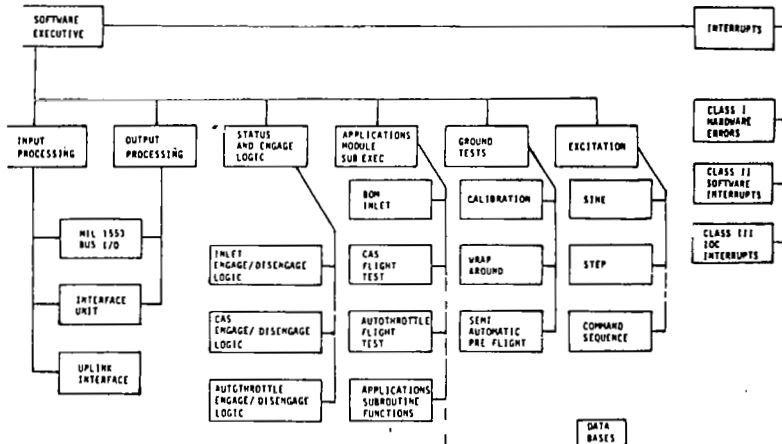 SOFTWARE
EXECUTIVE
INTERRUPTS
INPUT
PROCESSING
OUTPUT
PROCESSING
STATUS
AND ENGAGE
LOGIC
APPLICATIONS
MODULE
SUB EXEC
GROUND
TESTS
EXCITATION
CLASS I
HARDWARE
ERRORS
CLASS II
SOFTWARE
INTERRUPTS
CLASS III
IOC
INTERRUPTS
MIL 1553
BUS I/O
INTERFACE
UNIT
UPLINK
INTERFACE
INLET
ENGAGE/DISENGAGE
LOGIC
CAS
ENGAGE/ DISENGAGE
LOGIC
AUTOTHROTTLE
ENGAGE/ DISENGAGE
LOGIC
BOM
INLET
CAS
FLIGHT
TEST
AUTOTHROTTLE
FLIGHT
TEST
APPLICATIONS
SUBROUTINE
FUNCTIONS
CALIBRATION
WRAP
AROUND
SEMI
AUTOMATIC
PRE FLIGHT
SINE
STEP
COMMAND
SEQUENCE
DATA
BASES